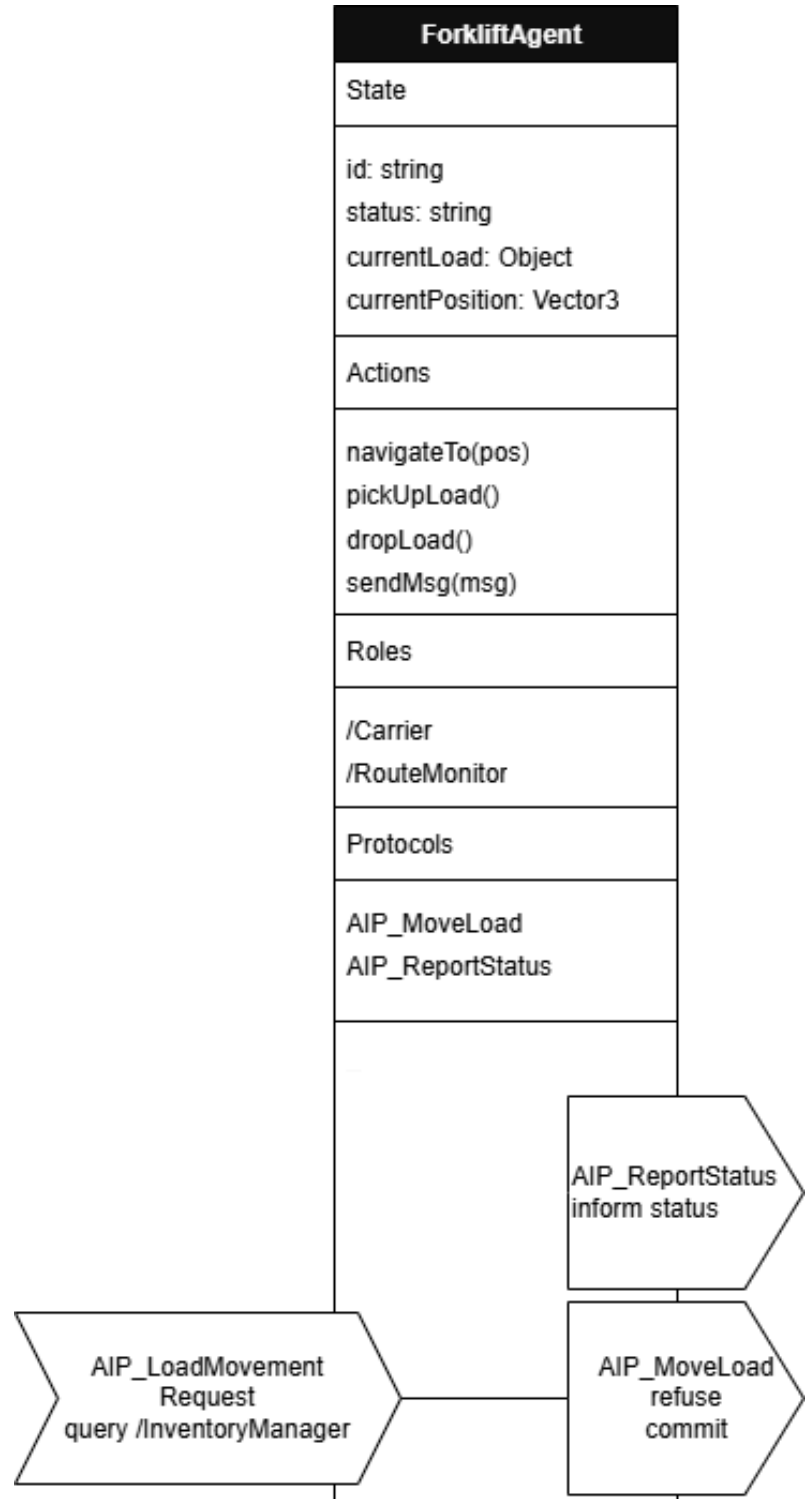 ForkliftAgent
State
id: string
status: string
currentLoad: Object
currentPosition: Vector3
Actions
navigateTo(pos)
pickUpLoad()
dropLoad()
sendMsg(msg)
Roles
/Carrier
/RouteMonitor
Protocols
AIP_MoveLoad
AIP_ReportStatus
AIP_ReportStatus
inform status
AIP_LoadMovement
Request
query /InventoryManager
AIP_MoveLoad
refuse
commit